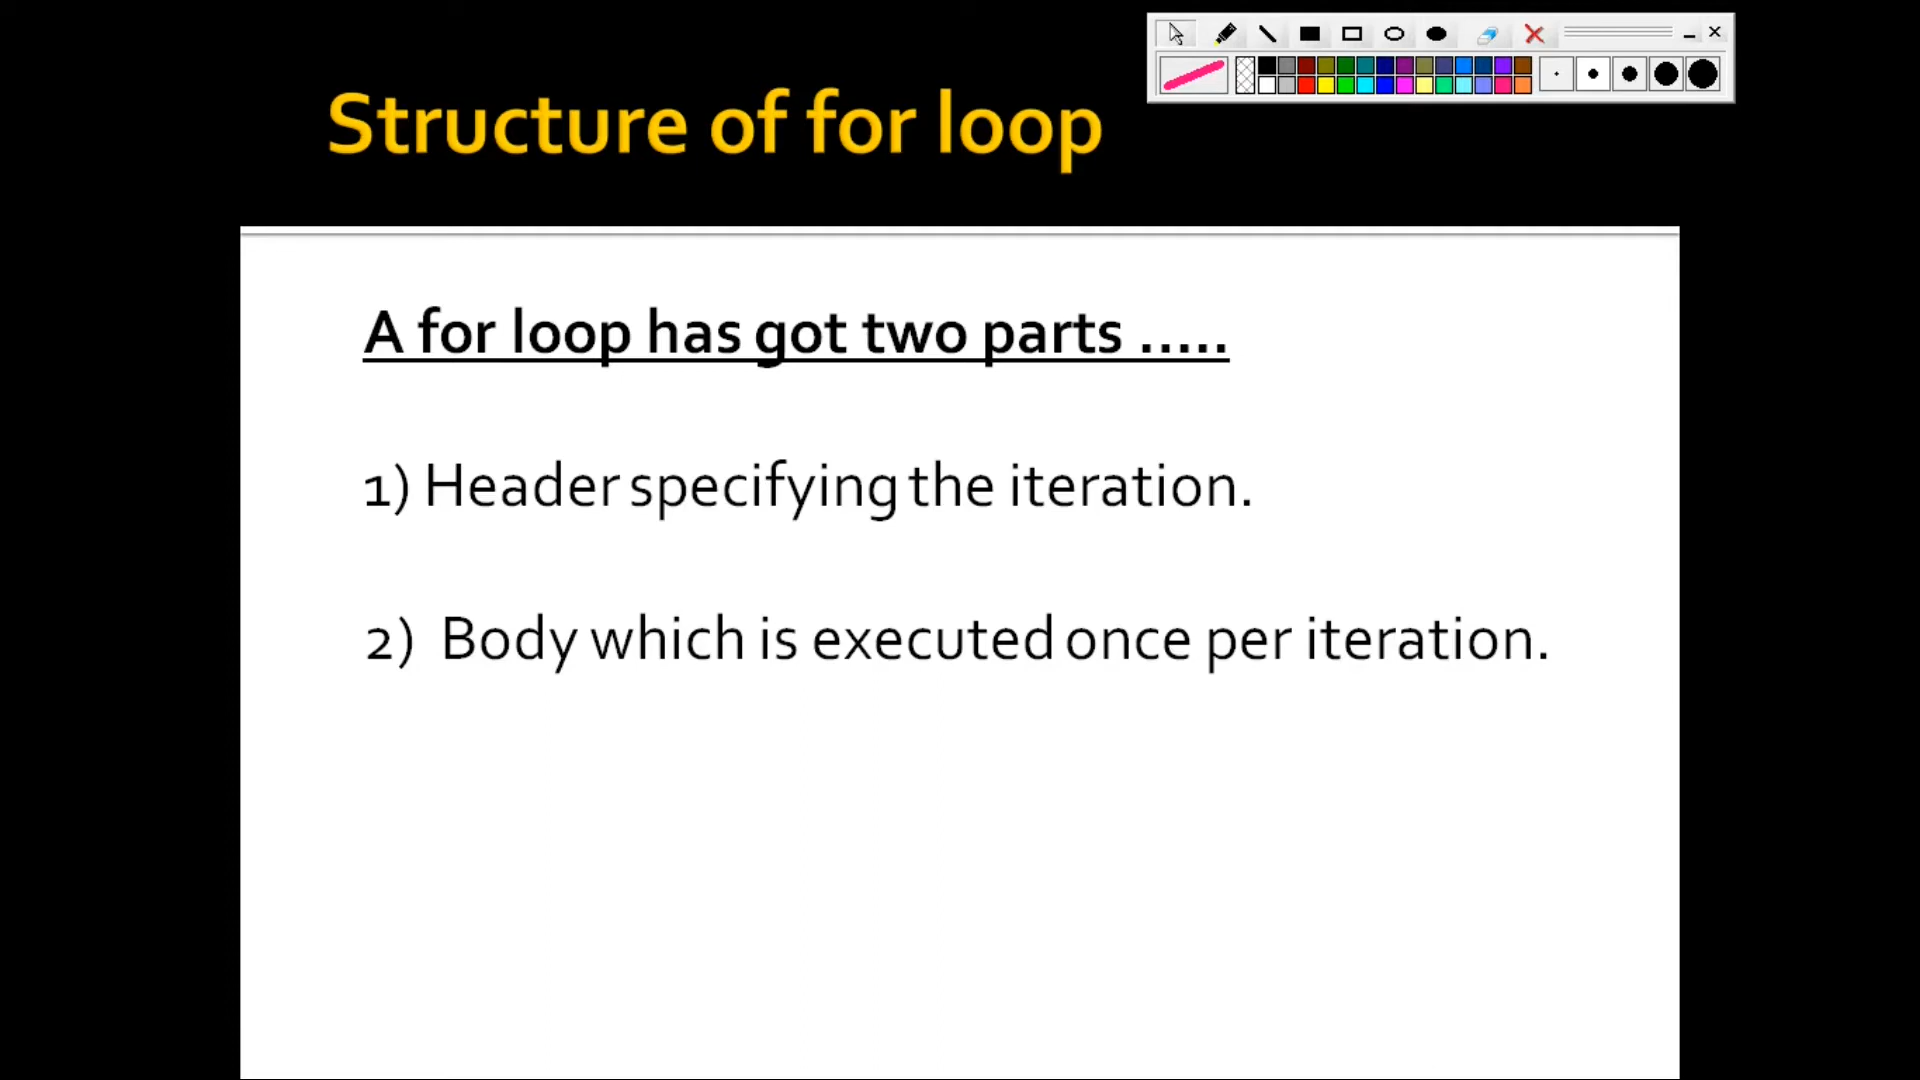 Structure of for loop
A for loop has got two parts .....
1) Header specifying the iteration.
2) Body which is executed once per iteration.